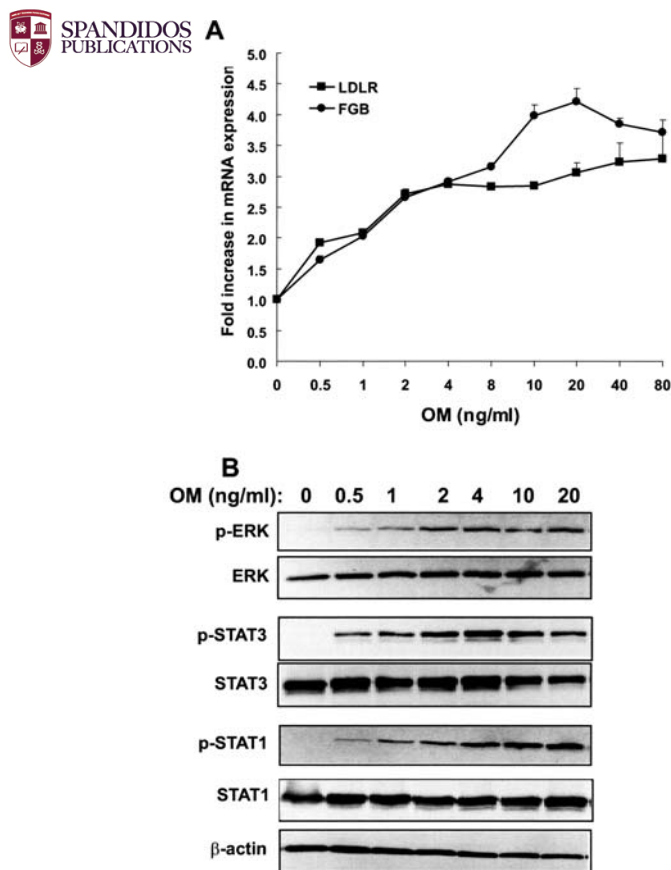 SPANDIDOS
PUBLICATIONS
A
Fold increase in mRNA expression
5.0
4.5
4.0
3.5
3.0
2.5
2.0
1.5
1.0
0.5
0.0
LDLR
FGB
0 0.5 1 2 4 8 10 20 40 80
OM (ng/ml)
B
OM (ng/ml): 0 0.5 1 2 4 10 20
p-ERK
ERK
p-STAT3
STAT3
p-STAT1
STAT1
β-actin